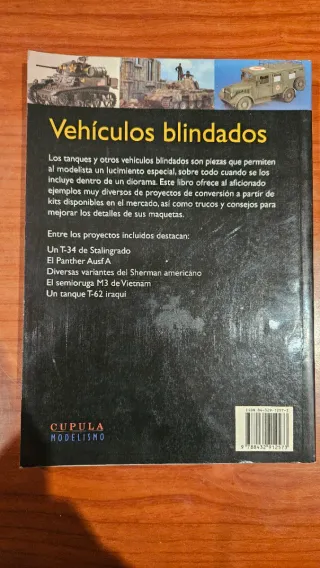 Vehículos blindados
Los tanques y otros vehículos blindados son piezas que permiten
al modelista un lucimiento especial, sobre todo cuando se los
incluye dentro de un diorama. Este libro ofrece al aficionado
ejemplos muy diversos de proyectos de conversión a partir de
kits disponibles en el mercado, así como trucos y consejos para
mejorar los detalles de sus maquetas.
Entre los proyectos incluidos destacan:
Un T-34 de Stalingrado
El Panther Ausf A
Diversas variantes del Sherman americano
El semioruga M3 de Vietnam
Un tanque T-62 iraquí
CUPULA
MODELISMO